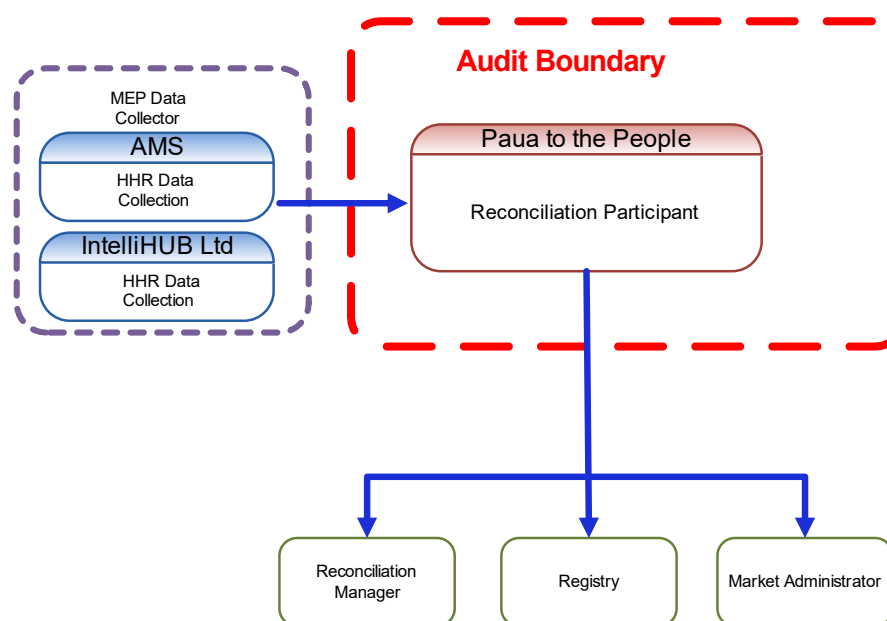 Audit Boundary
MEP Data
Collector
AMS
HHR Data
Collection
IntelliHUB Ltd
HHR Data
Collection
Paua to the People
Reconciliation Participant
Reconciliation
Manager
Registry
Market Administrator